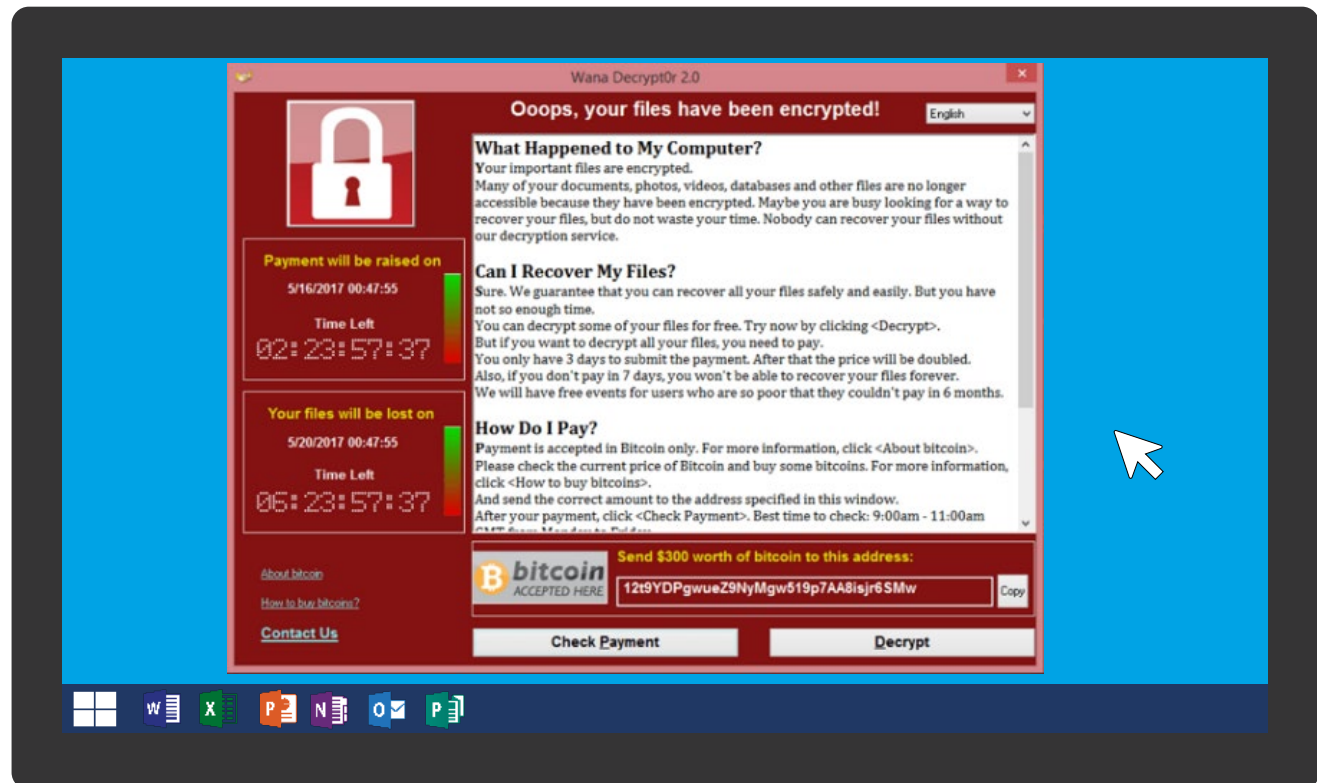 Wana Decrypt0r 2.0
Ooops, your files have been encrypted!
English
What Happened to My Computer?
Your important files are encrypted.
Many of your documents, photos, videos, databases and other files are no longer
accessible because they have been encrypted. Maybe you are busy looking for a way to
recover your files, but do not waste your time. Nobody can recover your files without
our decryption service.
Can I Recover My Files?
Sure. We guarantee that you can recover all your files safely and easily. But you have
not so enough time.
You can decrypt some of your files for free. Try now by clicking <Decrypt>.
But if you want to decrypt all your files, you need to pay.
You only have 3 days to submit the payment. After that the price will be doubled.
Also, if you don't pay in 7 days, you won't be able to recover your files forever.
We will have free events for users who are so poor that they couldn't pay in 6 months.
How Do I Pay?
Payment is accepted in Bitcoin only. For more information, click <About bitcoin>.
Please check the current price of Bitcoin and buy some bitcoins. For more information,
click <How to buy bitcoins>.
And send the correct amount to the address specified in this window.
After your payment, click <Check Payment>. Best time to check: 9:00am - 11:00am
GMT from Monday to Friday.
Payment will be raised on
5/16/2017 00:47:55
Time Left
02:23:57:37
Your files will be lost on
5/20/2017 00:47:55
Time Left
06:23:57:37
About bitcoin
How to buy bitcoins?
Contact Us
bitcoin
ACCEPTED HERE
Send $300 worth of bitcoin to this address:
12t9YDPgwueZ9NyMgw519p7AA8isjr6SMw
Copy
Check Payment
Decrypt
W
X
P
N
O
P